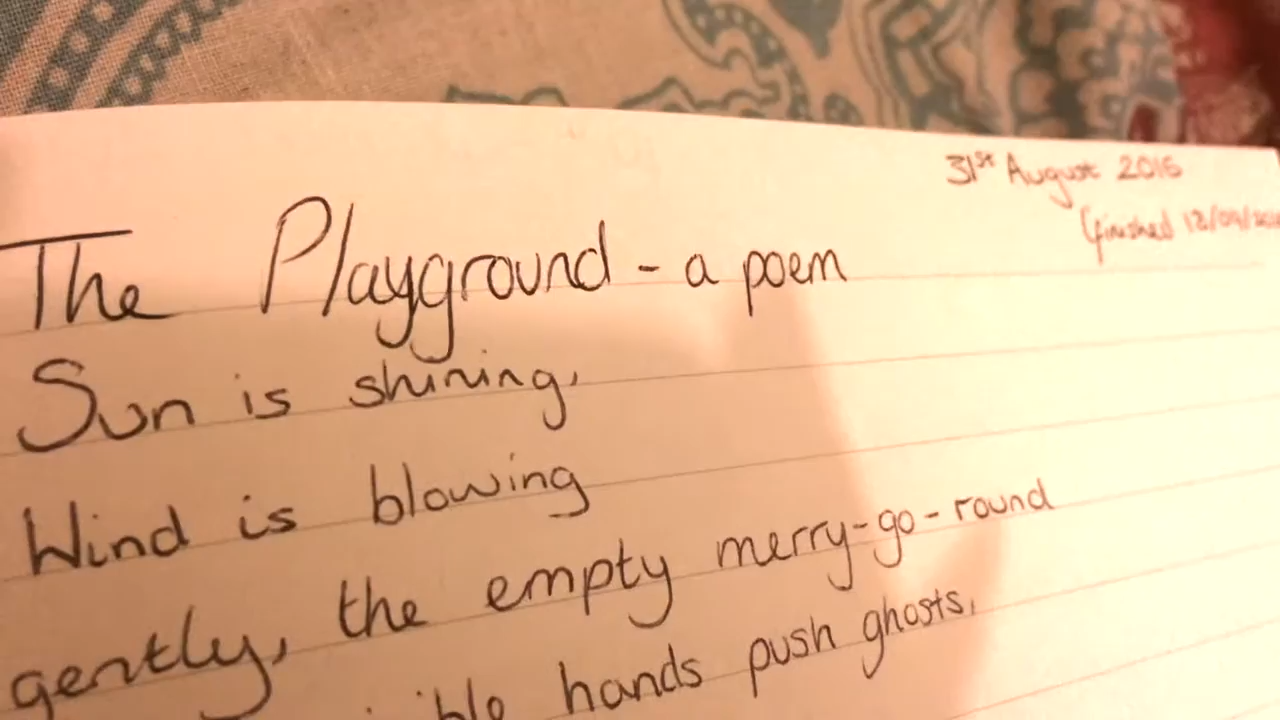 31st August 2016
(finished
The Playground - a poem
Sun is shining,
Wind is blowing
gently, the empty merry-go-round
hands push ghosts,